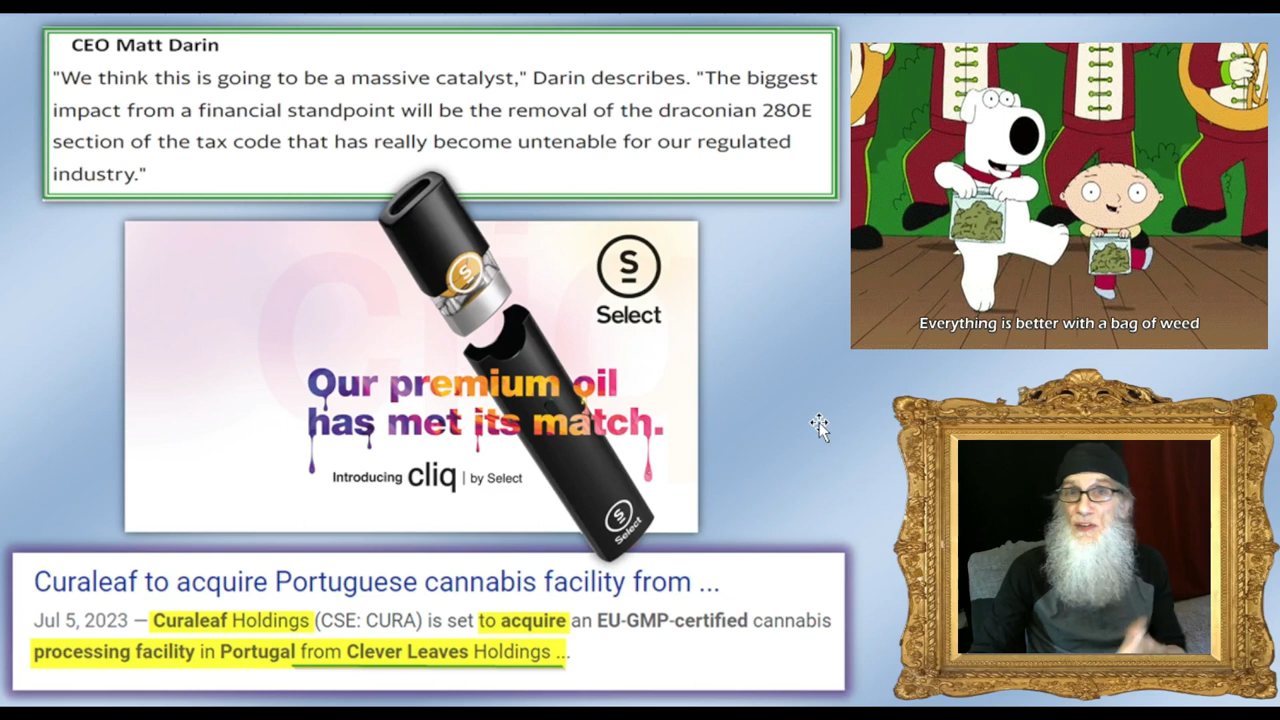 CEO Matt Darin
"We think this is going to be a massive catalyst," Darin describes. "The biggest
impact from a financial standpoint will be the removal of the draconian 280E
section of the tax code that has really become untenable for our regulated
industry."
Everything is better with a bag of weed
S
S
Select
Our premium oil
has met its match.
Introducing cliq | by Select
S
Select
Curaleaf to acquire Portuguese cannabis facility from ...
Jul 5, 2023 — Curaleaf Holdings (CSE: CURA) is set to acquire an EU-GMP-certified cannabis
processing facility in Portugal from Clever Leaves Holdings ...